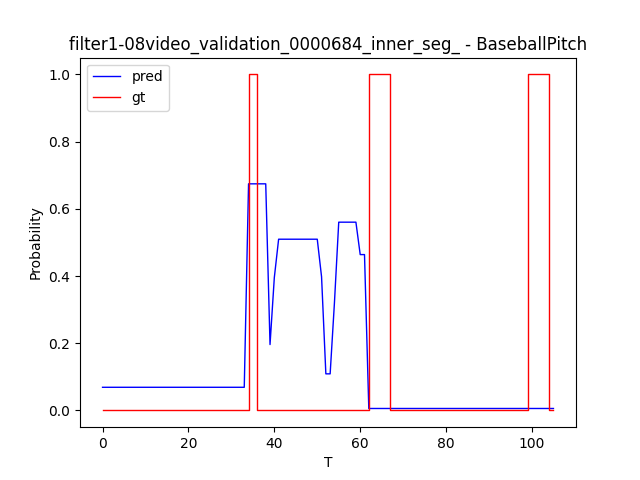 filter1-08video_validation_0000684_inner_seg_ - BaseballPitch
pred
gt
1.0
0.8
0.6
0.4
0.2
0.0
Probability
0 20 40 60 80 100
T